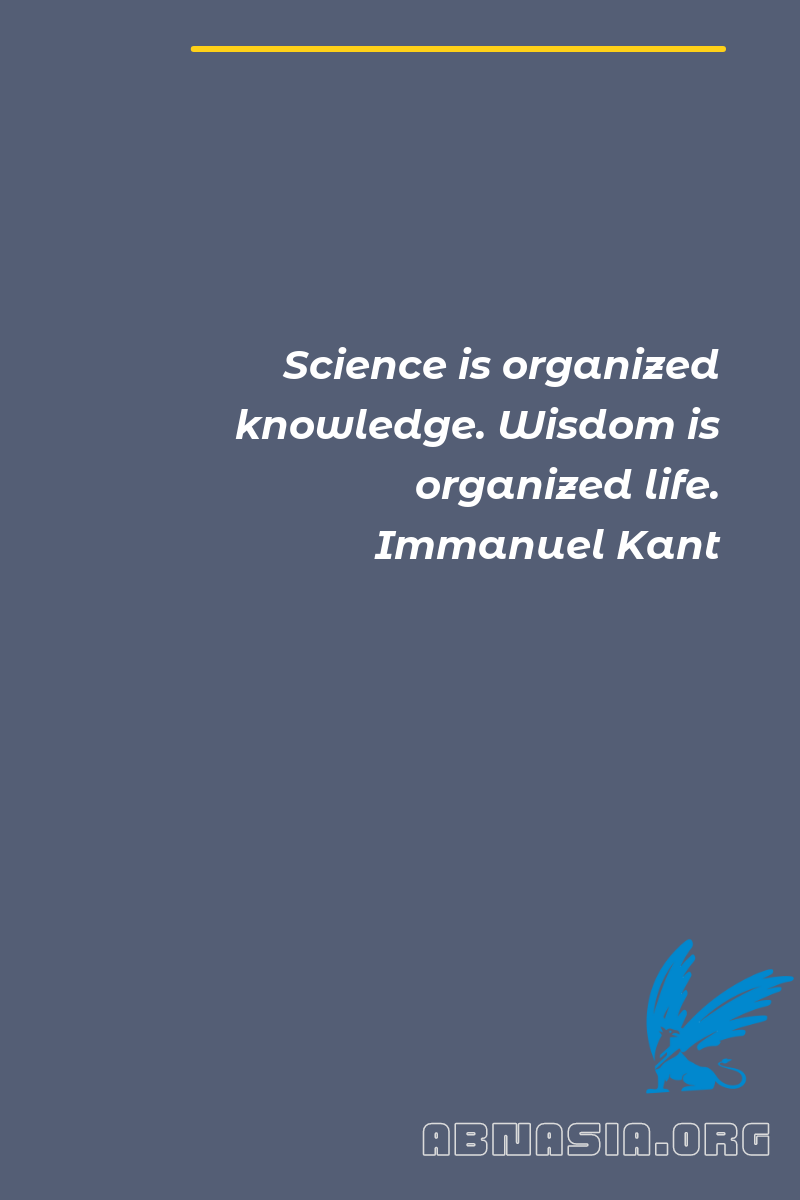 Science is organized
knowledge. Wisdom is
organized life.
Immanuel Kant
ABNASIA.ORG